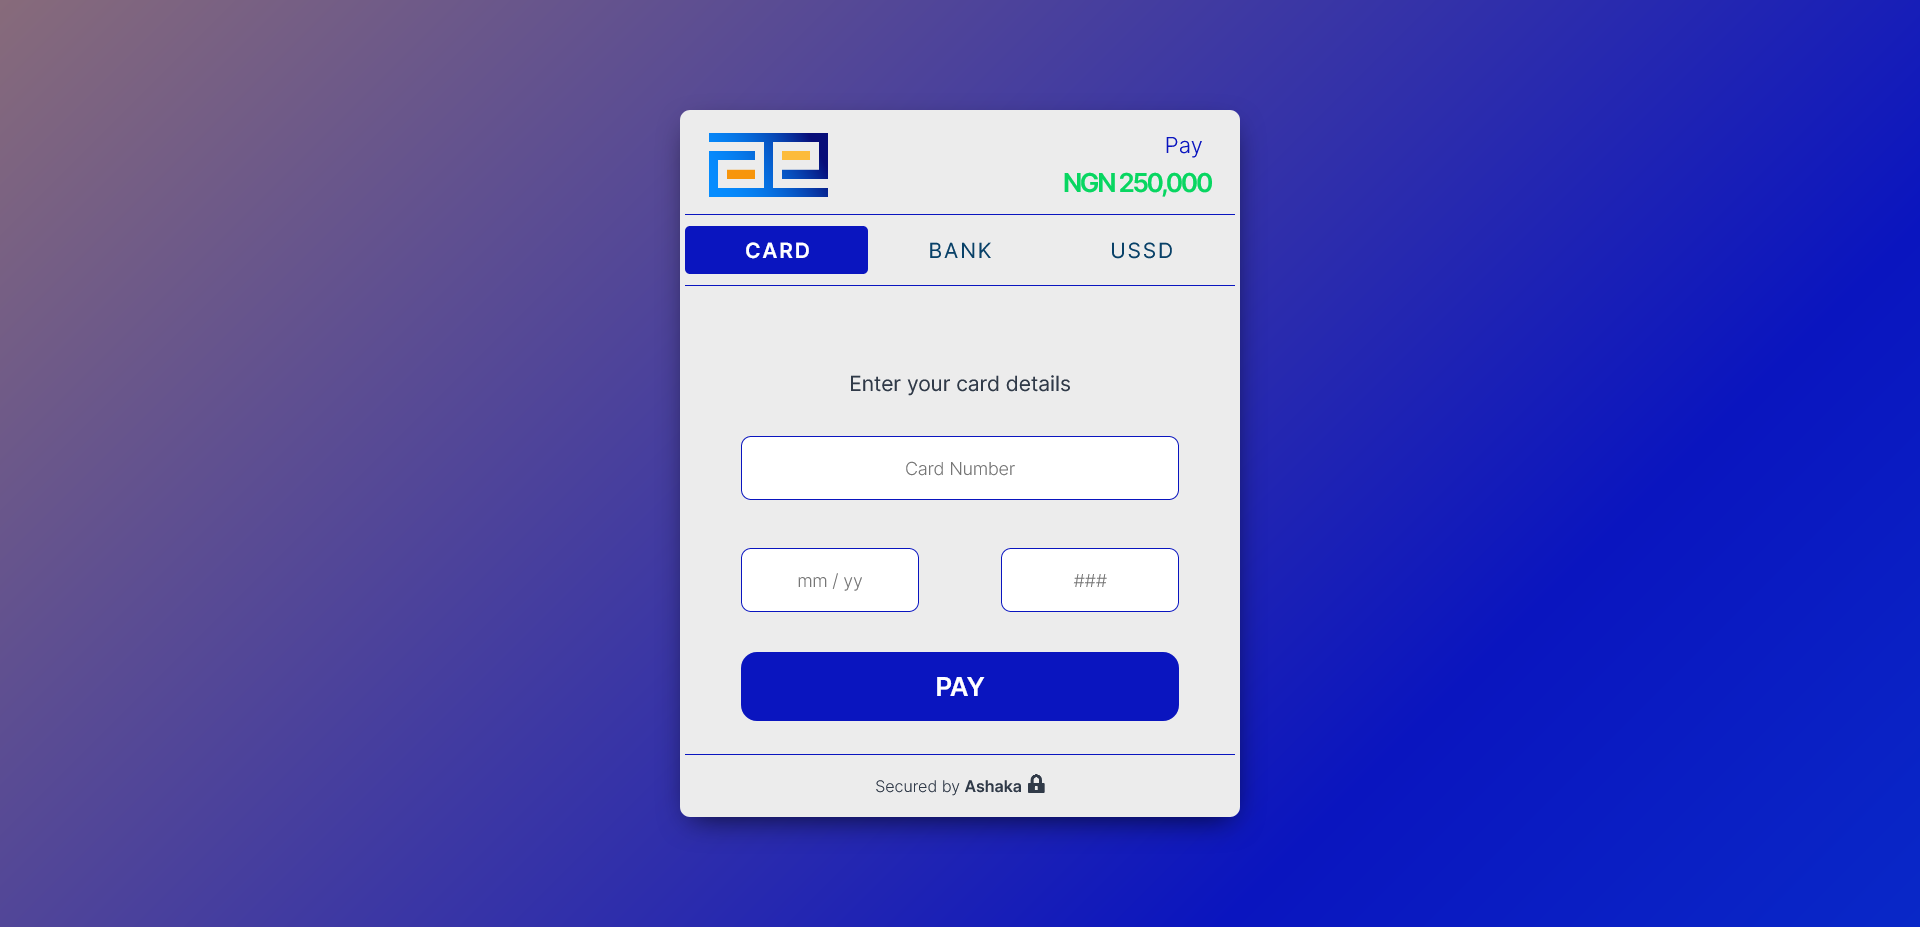 Pay
NGN 250,000
CARD BANK USSD
Enter your card details
Card Number
mm / yy ###
PAY
Secured by Ashaka